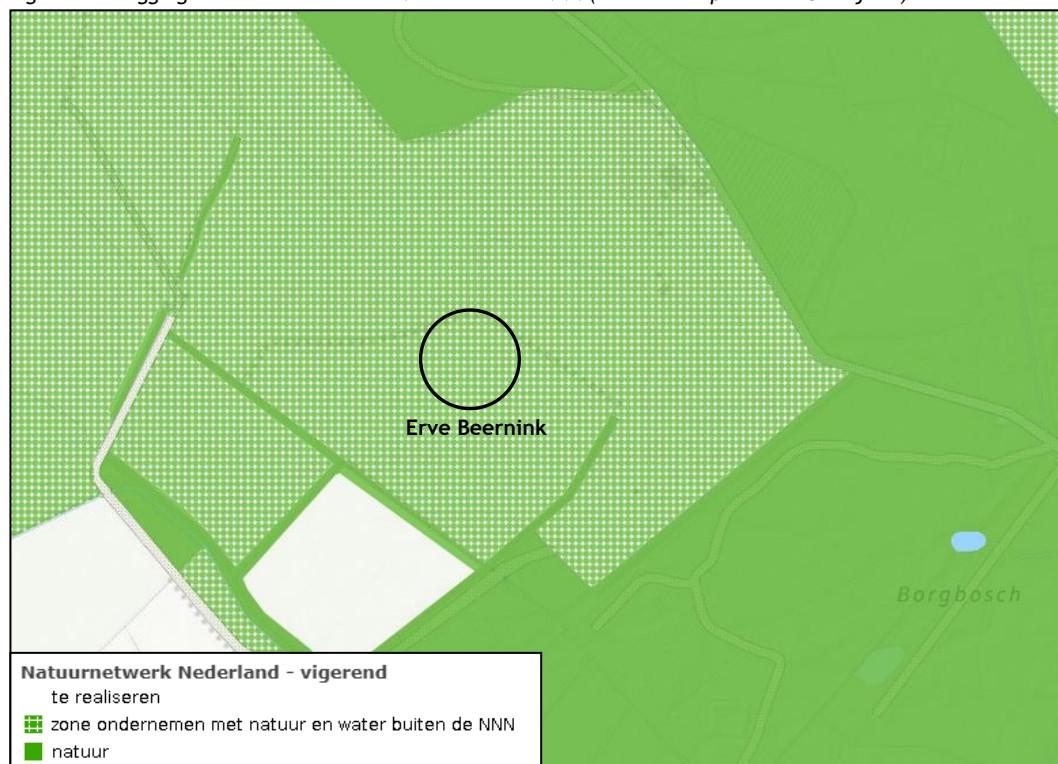 Erve Beernink
Borgbosch
Natuurnetwerk Nederland - vigerend
te realiseren
zone ondernemen met natuur en water buiten de NNN
natuur